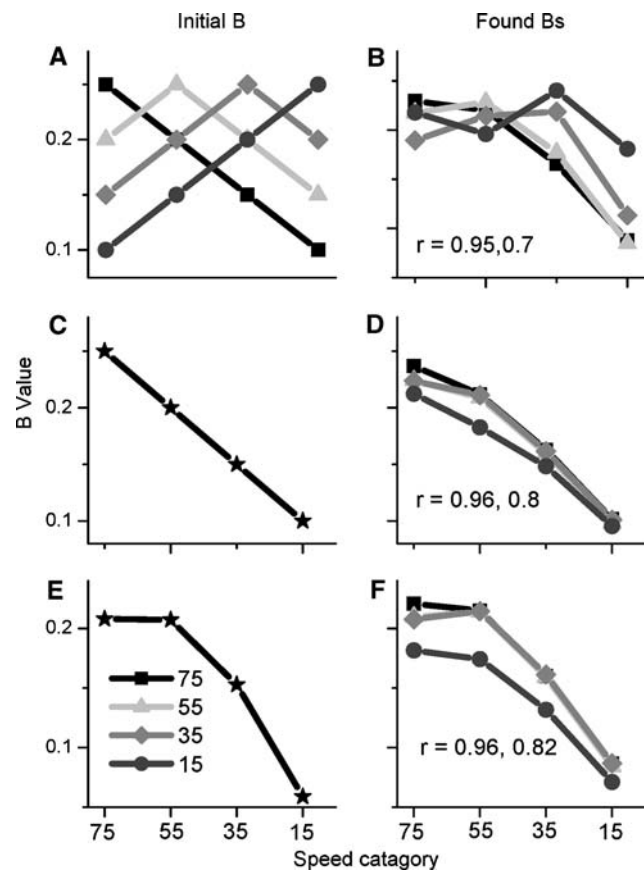 Initial B
Found Bs
A
B
0.2
0.1
r = 0.95,0.7
C
D
B Value
0.2
0.1
r = 0.96, 0.8
E
F
0.2
75
55
35
15
0.1
r = 0.96, 0.82
75 55 35 15
75 55 35 15
Speed catagory